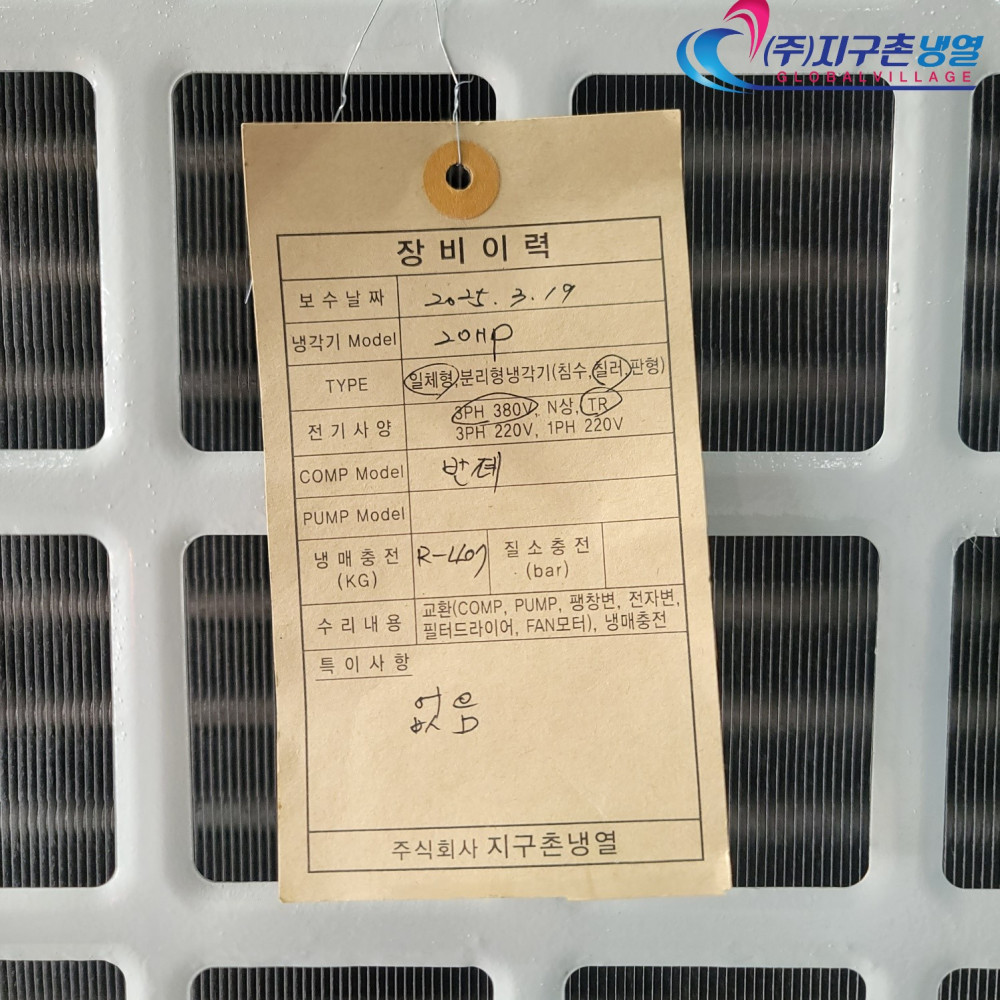 (주)지구촌냉열
GLOBALVILLAGE
장비이력
보수날짜 2025. 3. 19
냉각기 Model 20HP
TYPE 일체형,분리형냉각기(침수,칠러,판형)
전기사양 3PH 380V, N상, TR
3PH 220V, 1PH 220V
COMP Model
PUMP Model
냉매충전 (KG) R-407 질소충전 (bar)
수리내용 교환(COMP, PUMP, 팽창변, 전자변,
필터드라이어, FAN모터), 냉매충전
특이사항
없음
주식회사 지구촌냉열